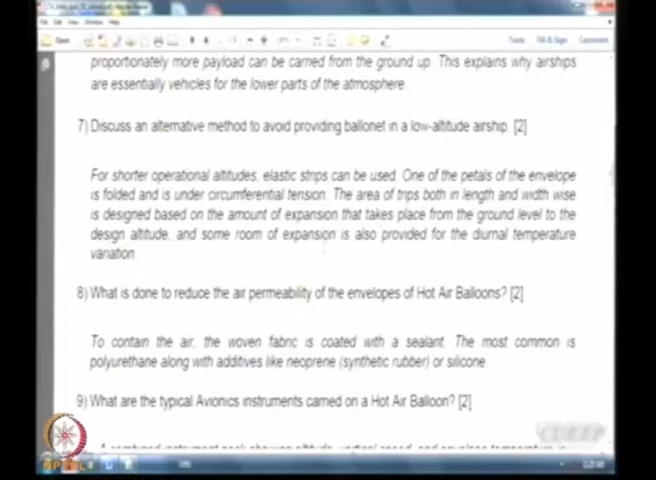 proportionately more payload can be carried from the ground up. This explains why airships
are essentially vehicles for the lower parts of the atmosphere.
7) Discuss an alternative method to avoid providing ballonet in a low-altitude airship. [2]
For shorter operational altitudes, elastic strips can be used. One of the petals of the envelope
is folded and is under circumferential tension. The area of trips both in length and width wise
is designed based on the amount of expansion that takes place from the ground level to the
design altitude, and some room of expansion is also provided for the diurnal temperature
variation.
8) What is done to reduce the air permeability of the envelopes of Hot Air Balloons? [2]
To contain the air, the woven fabric is coated with a sealant. The most common is
polyurethane along with additives like neoprene (synthetic rubber) or silicone.
9) What are the typical Avionics instruments carried on a Hot Air Balloon? [2]
Open
Tools
Fill & Sign
Comment